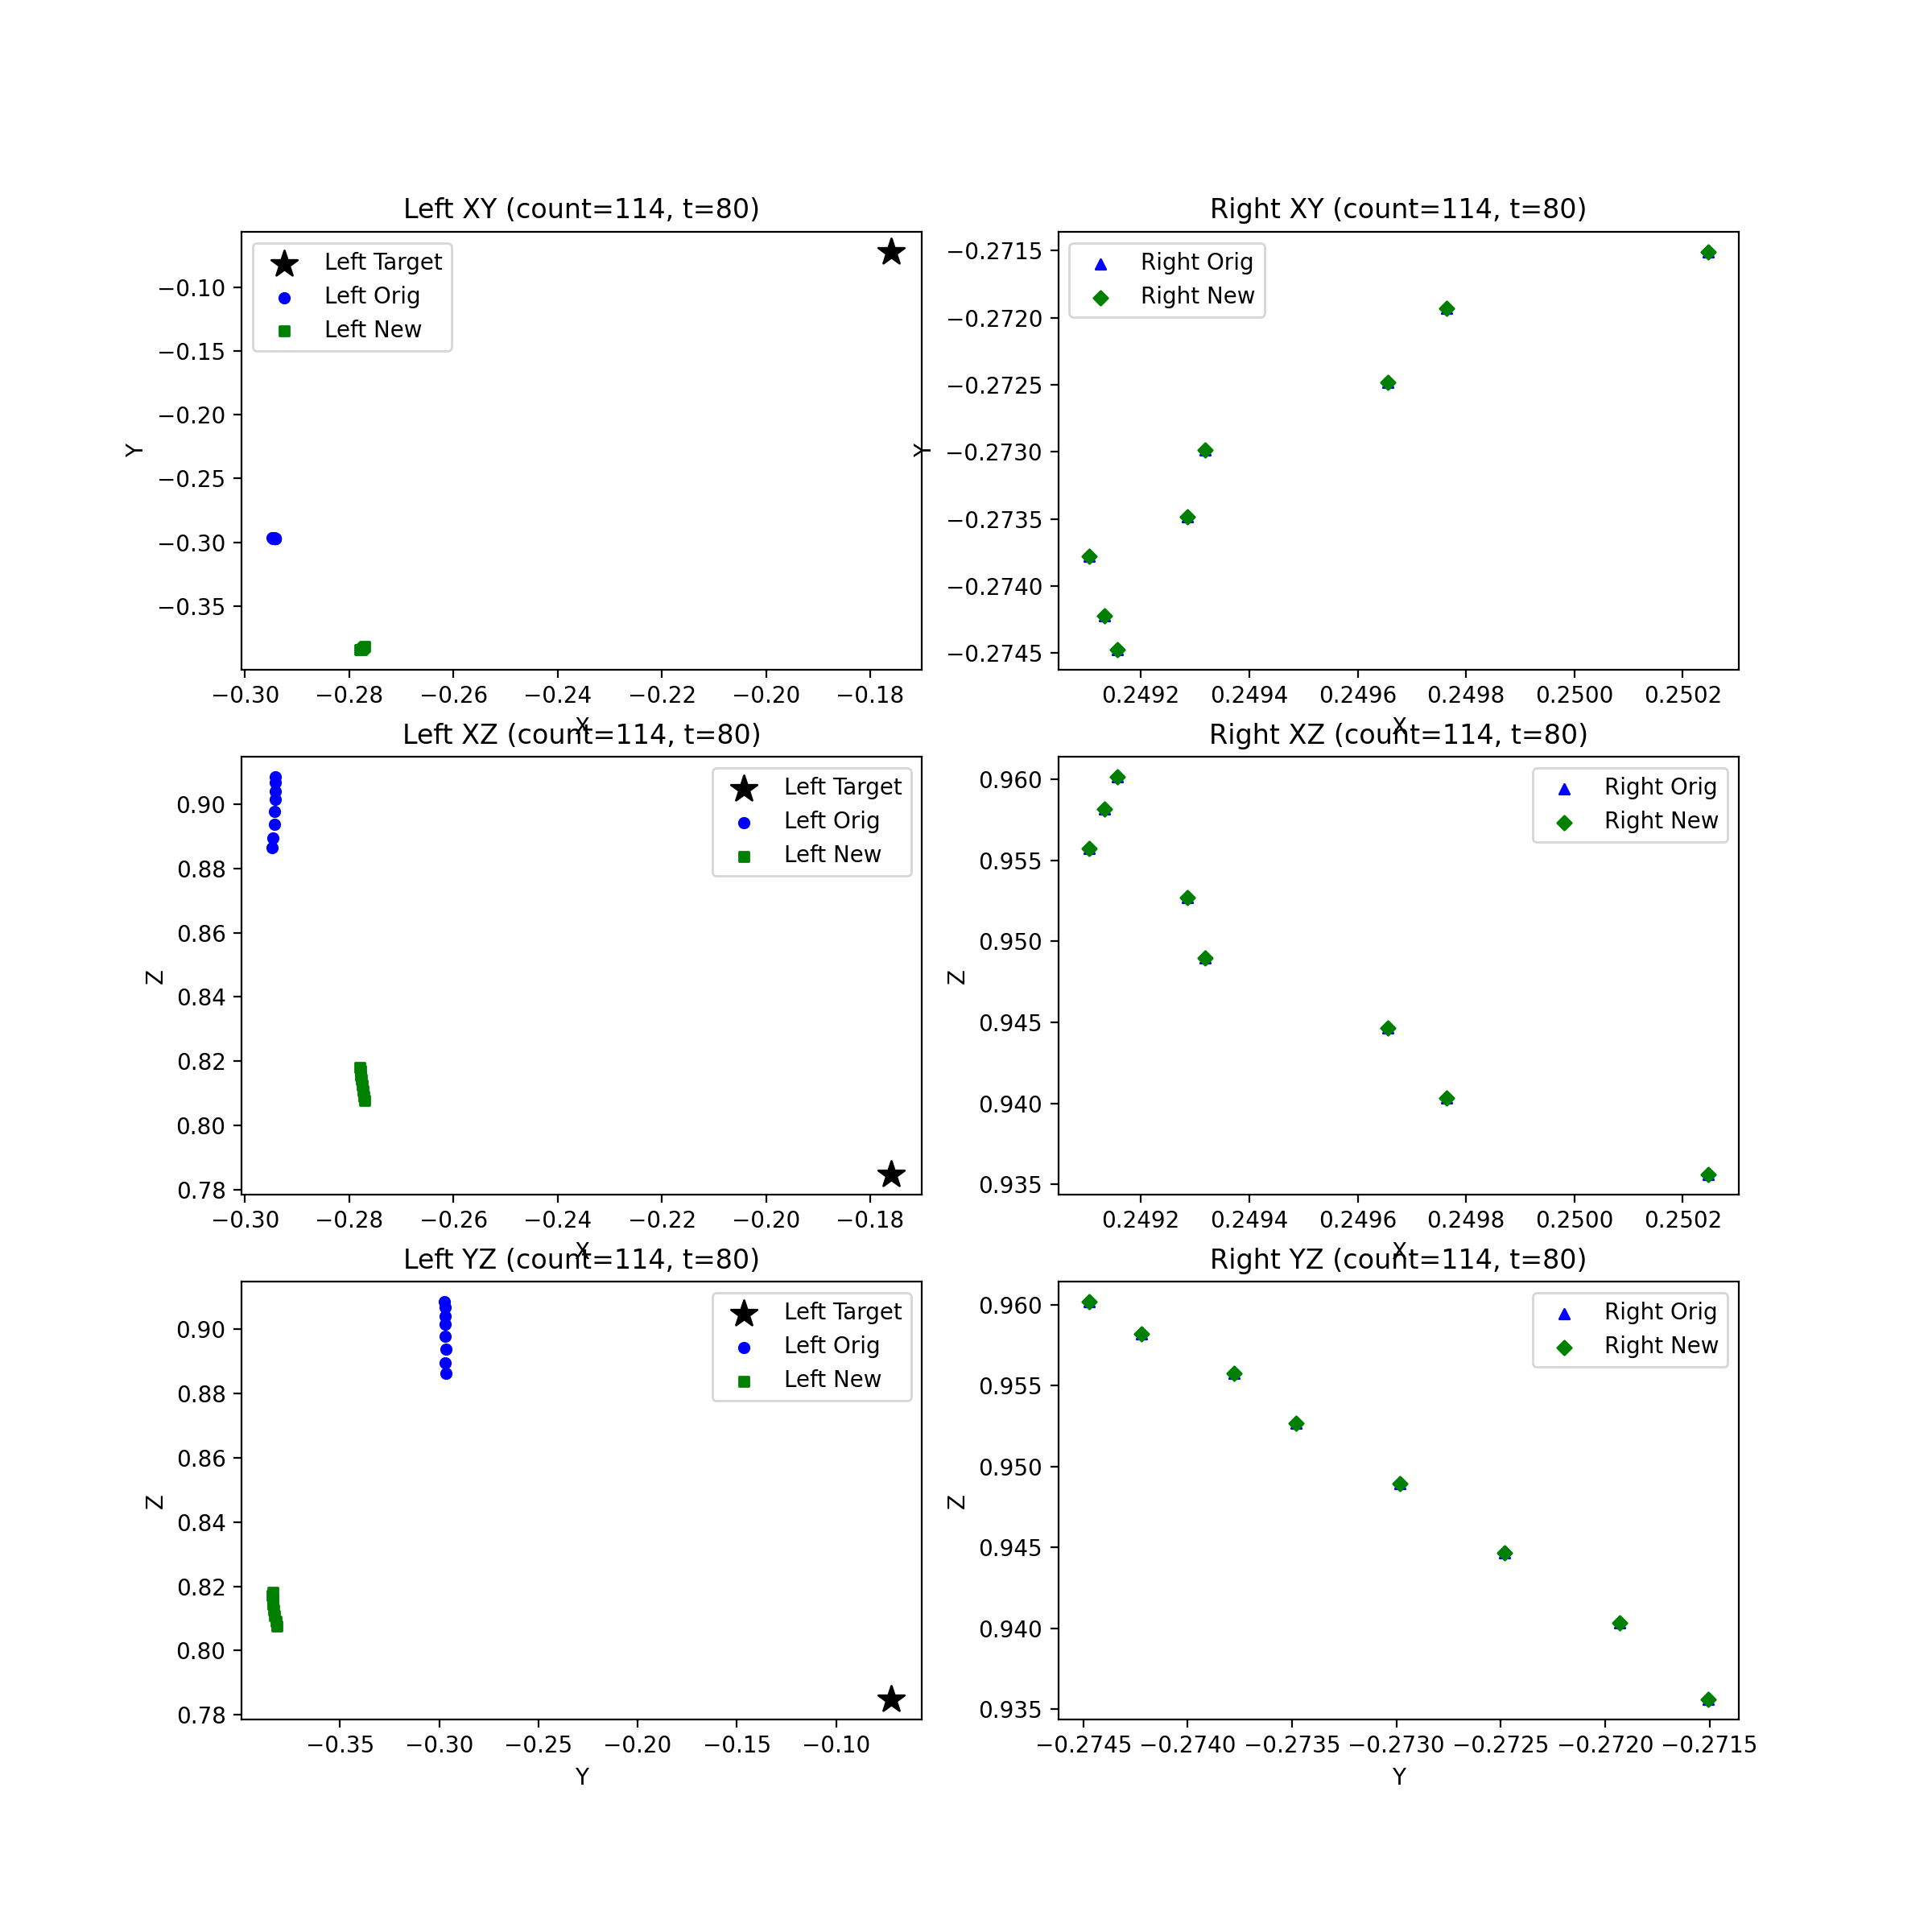 Left XY (count=114, t=80)
Left Target
Left Orig
Left New
−0.10
−0.15
−0.20
−0.25
−0.30
−0.35
Y
−0.30 −0.28 −0.26 −0.24 −0.22 −0.20 −0.18
X
Right XY (count=114, t=80)
Right Orig
Right New
−0.2715
−0.2720
−0.2725
−0.2730
−0.2735
−0.2740
−0.2745
Y
0.2492 0.2494 0.2496 0.2498 0.2500 0.2502
X
Left XZ (count=114, t=80)
Left Target
Left Orig
Left New
0.90
0.88
0.86
0.84
0.82
0.80
0.78
Z
−0.30 −0.28 −0.26 −0.24 −0.22 −0.20 −0.18
X
Right XZ (count=114, t=80)
Right Orig
Right New
0.960
0.955
0.950
0.945
0.940
0.935
Z
0.2492 0.2494 0.2496 0.2498 0.2500 0.2502
X
Left YZ (count=114, t=80)
Left Target
Left Orig
Left New
0.90
0.88
0.86
0.84
0.82
0.80
0.78
Z
−0.35 −0.30 −0.25 −0.20 −0.15 −0.10
Y
Right YZ (count=114, t=80)
Right Orig
Right New
0.960
0.955
0.950
0.945
0.940
0.935
Z
−0.2745 −0.2740 −0.2735 −0.2730 −0.2725 −0.2720 −0.2715
Y